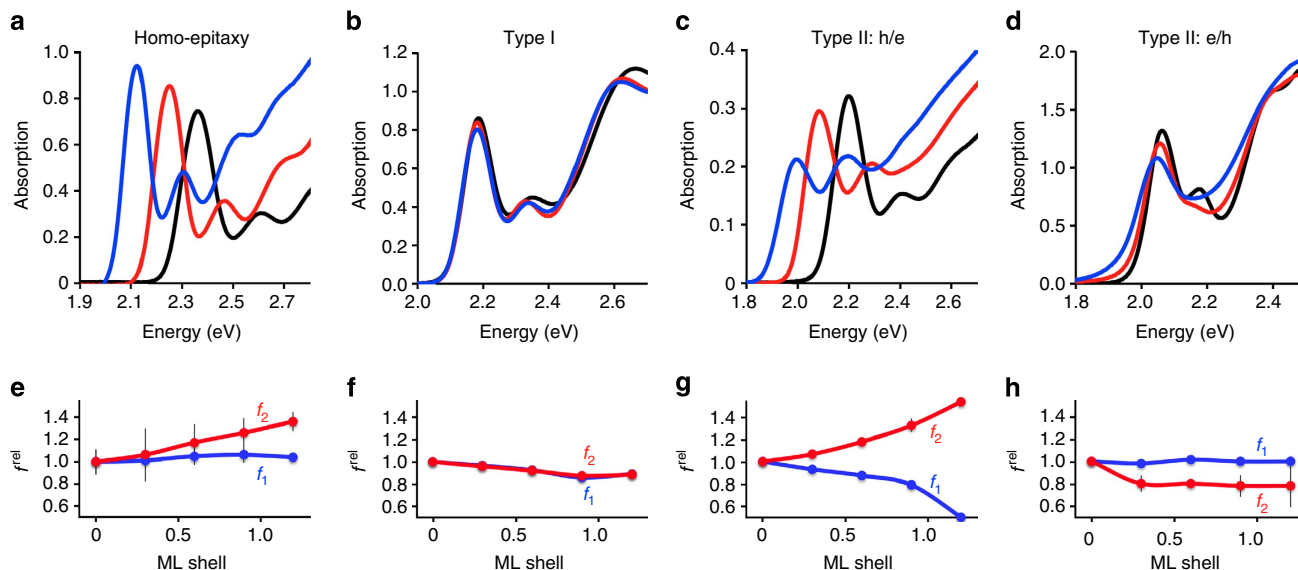 a
Homo-epitaxy
Absorption
1.0
0.8
0.6
0.4
0.2
0
1.9
2.1
2.3
2.5
2.7
Energy (eV)
b
Type I
Absorption
1.2
1.0
0.8
0.6
0.4
0.2
0.0
2.0
2.2
2.4
2.6
Energy (eV)
c
Type II: h/e
Absorption
0.4
0.3
0.2
0.1
0
1.8
2.0
2.2
2.4
2.6
Energy (eV)
d
Type II: e/h
Absorption
2.0
1.5
1.0
0.5
0.0
1.8
2.0
2.2
2.4
Energy (eV)
e
f rel
1.4
1.2
1.0
0.8
0.6
f2
f1
0
0.5
1.0
ML shell
f
f rel
1.4
1.2
1.0
0.8
0.6
f2
f1
0
0.5
1.0
ML shell
g
f rel
1.4
1.2
1.0
0.8
0.6
f2
f1
0
0.5
1.0
ML shell
h
f rel
1.4
1.2
1.0
0.8
0.6
f1
f2
0
0.5
1.0
ML shell